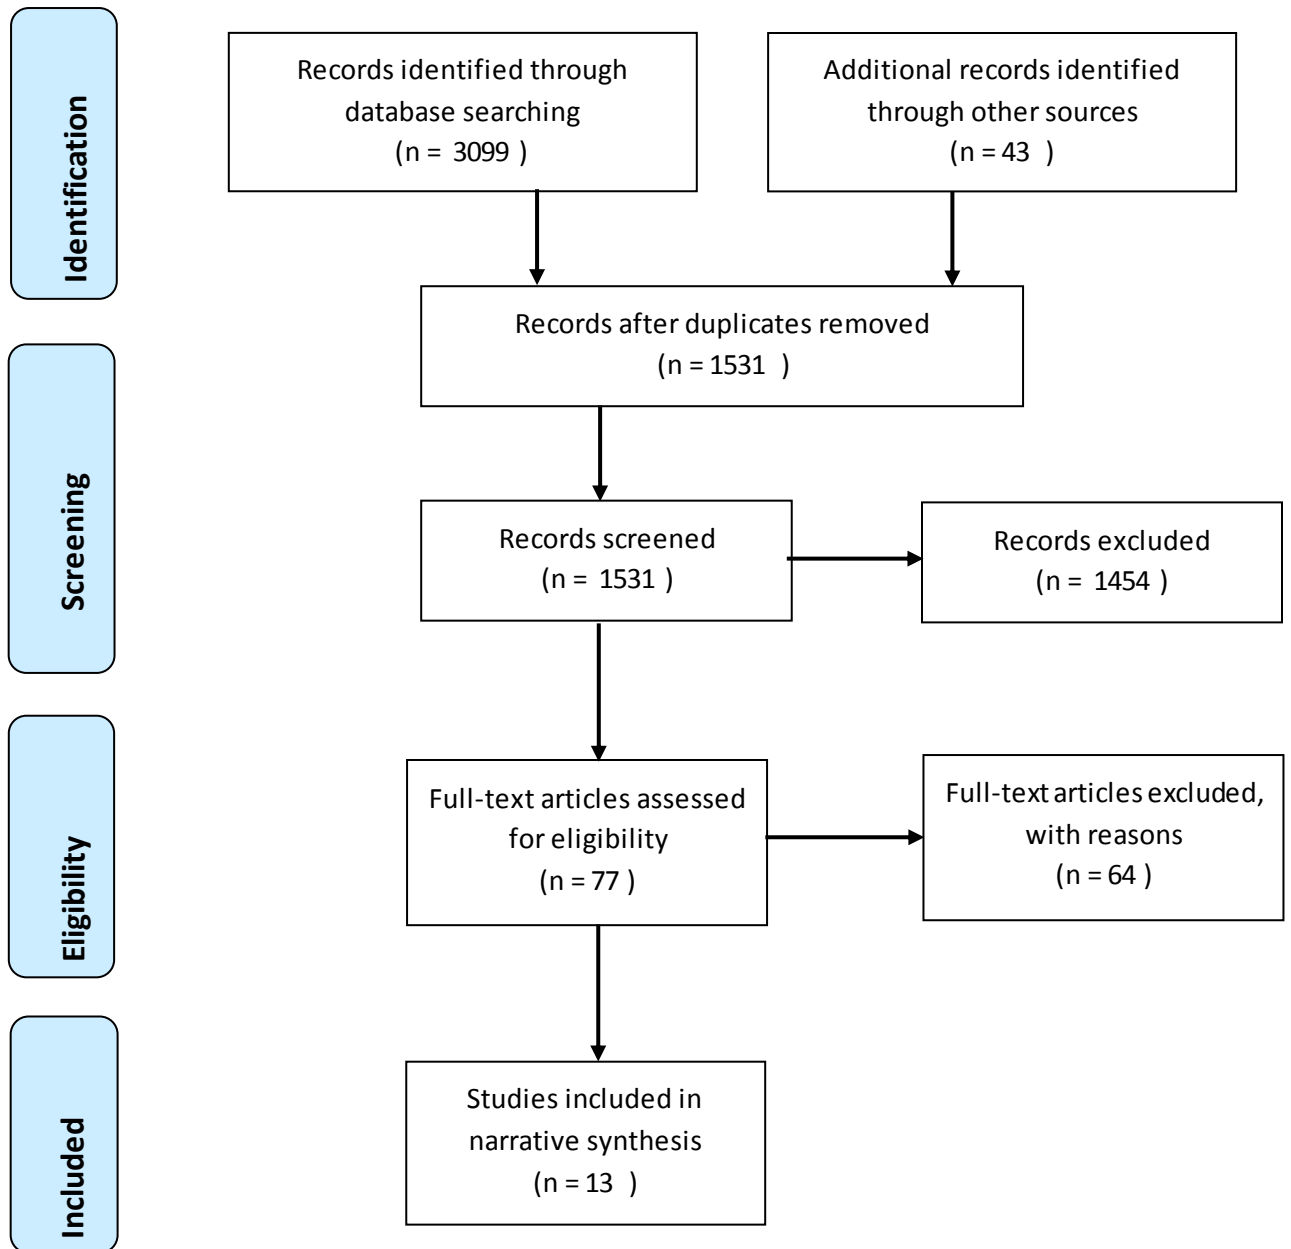 Identification
Records identified through
database searching
(n = 3099 )
Additional records identified
through other sources
(n = 43 )
Records after duplicates removed
(n = 1531 )
Screening
Records screened
(n = 1531 )
Records excluded
(n = 1454 )
Eligibility
Full-text articles assessed
for eligibility
(n = 77 )
Full-text articles excluded,
with reasons
(n = 64 )
Included
Studies included in
narrative synthesis
(n = 13 )